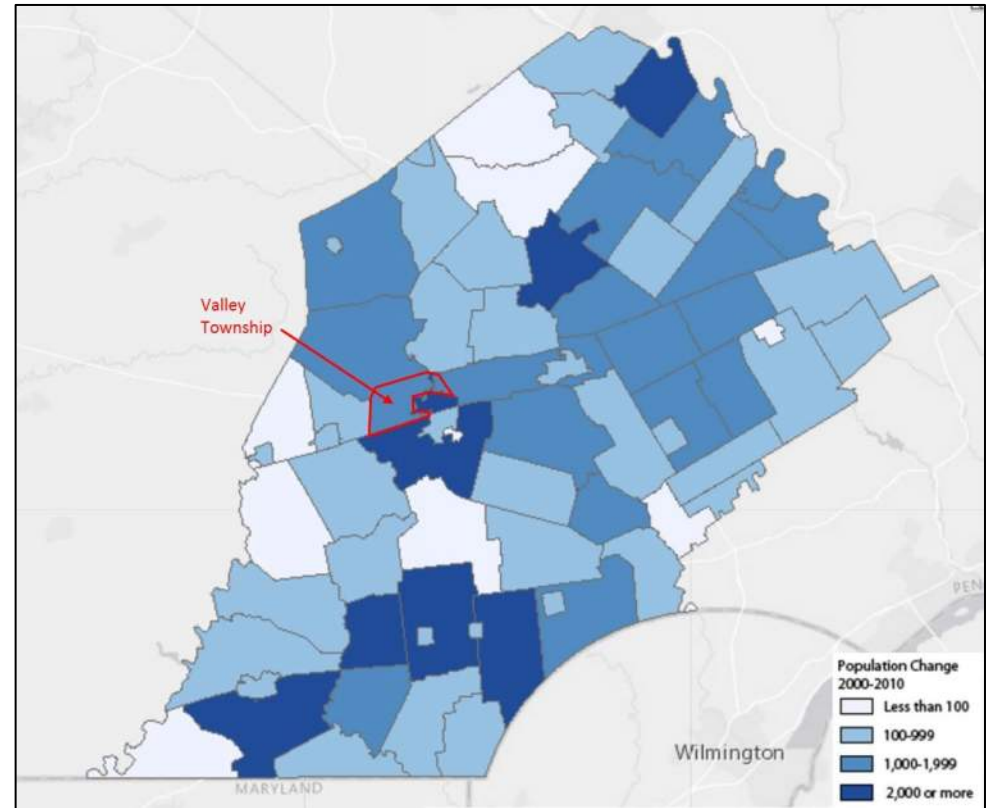 Valley
Township
Wilmington
MARYLAND
PEN
Population Change
2000-2010
Less than 100
100-999
1,000-1,999
2,000 or more